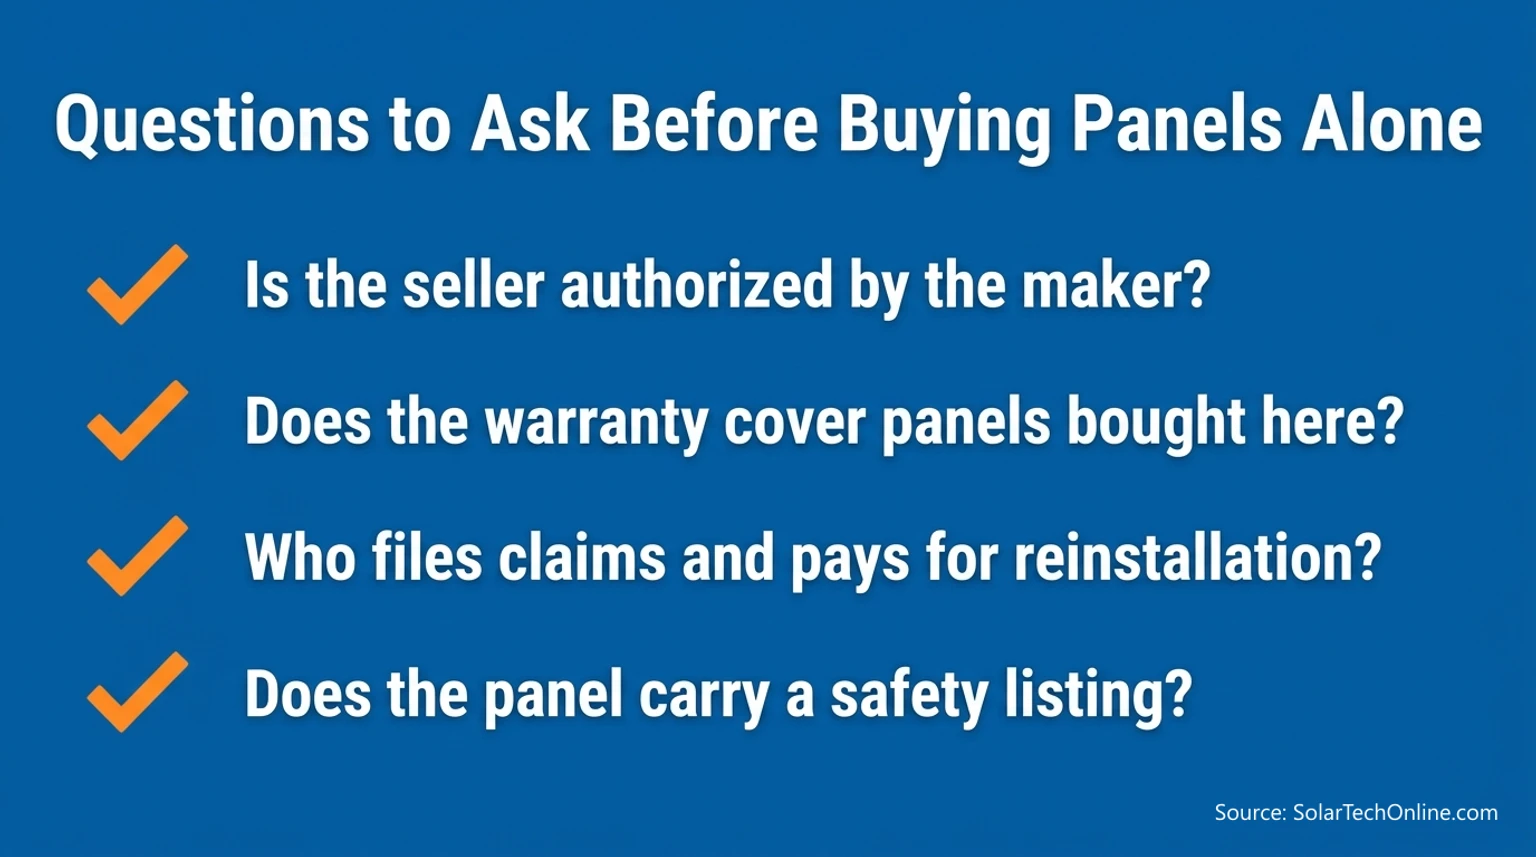 Questions to Ask Before Buying Panels Alone
Is the seller authorized by the maker?
Does the warranty cover panels bought here?
Who files claims and pays for reinstallation?
Does the panel carry a safety listing?
Source: SolarTechOnline.com